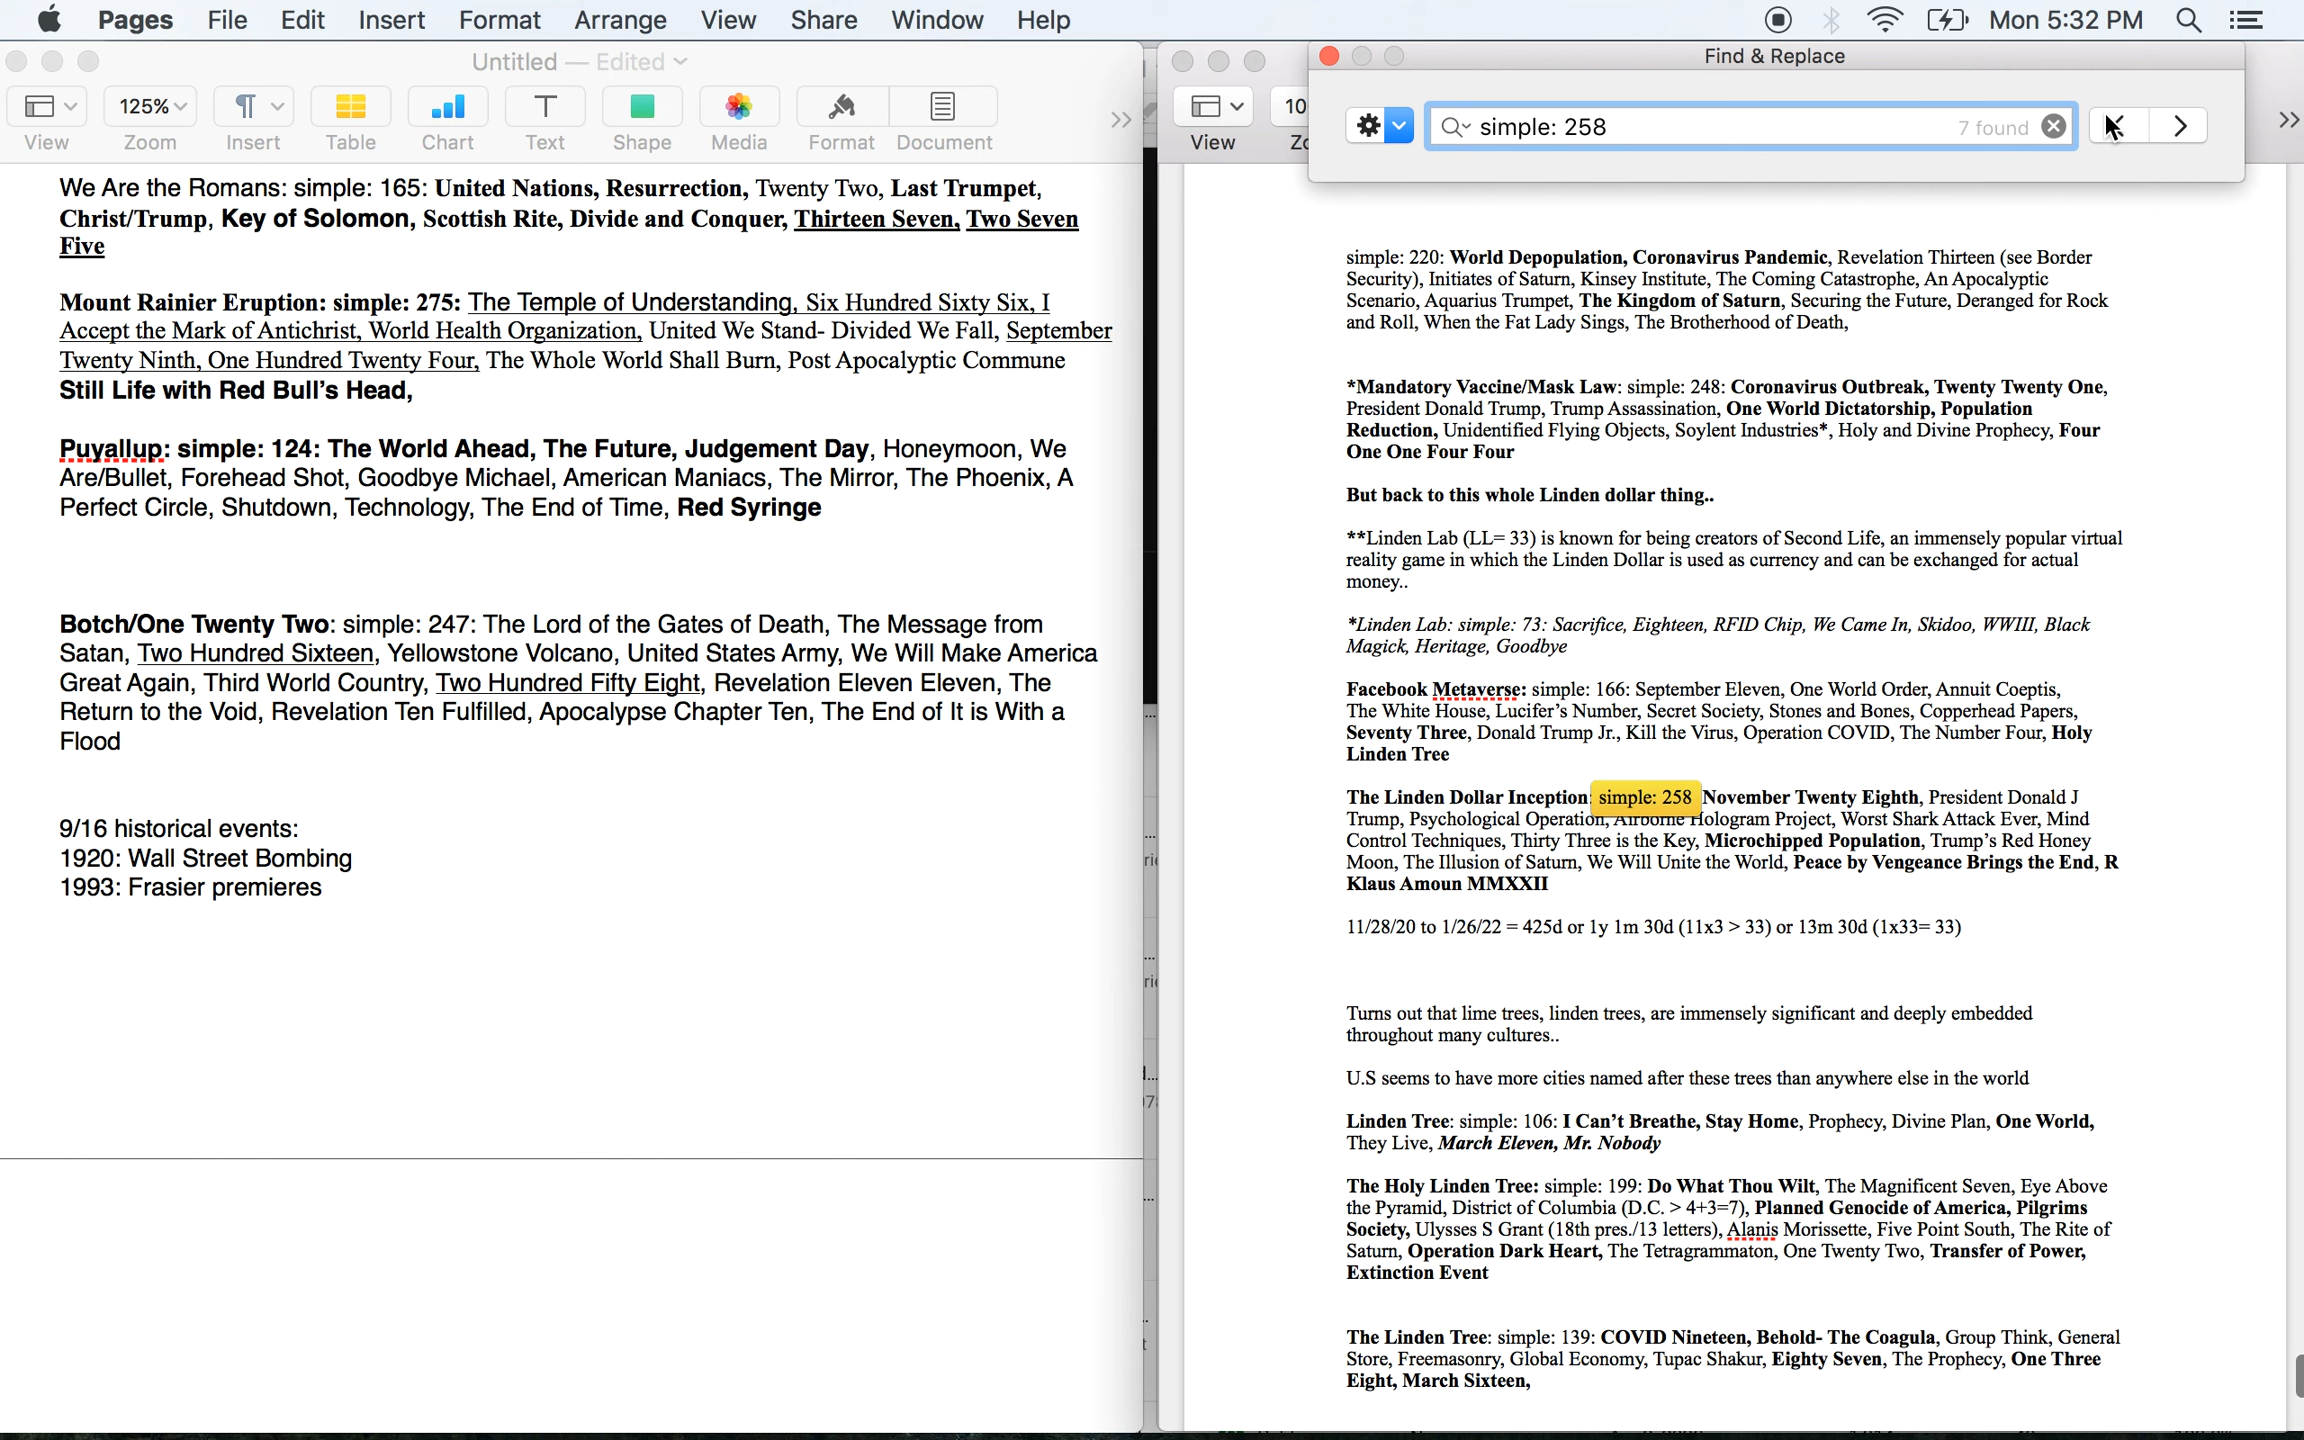 Pages File Edit Insert Format Arrange View Share Window Help Mon 5:32 PM
Untitled — Edited
125%
View Zoom Insert Table Chart Text Shape Media Format Document
We Are the Romans: simple: 165: United Nations, Resurrection, Twenty Two, Last Trumpet,
Christ/Trump, Key of Solomon, Scottish Rite, Divide and Conquer, Thirteen Seven, Two Seven
Five
Mount Rainier Eruption: simple: 275: The Temple of Understanding, Six Hundred Sixty Six, I
Accept the Mark of Antichrist, World Health Organization, United We Stand- Divided We Fall, September
Twenty Ninth, One Hundred Twenty Four, The Whole World Shall Burn, Post Apocalyptic Commune
Still Life with Red Bull's Head,
Puyallup: simple: 124: The World Ahead, The Future, Judgement Day, Honeymoon, We
Are/Bullet, Forehead Shot, Goodbye Michael, American Maniacs, The Mirror, The Phoenix, A
Perfect Circle, Shutdown, Technology, The End of Time, Red Syringe
Botch/One Twenty Two: simple: 247: The Lord of the Gates of Death, The Message from
Satan, Two Hundred Sixteen, Yellowstone Volcano, United States Army, We Will Make America
Great Again, Third World Country, Two Hundred Fifty Eight, Revelation Eleven Eleven, The
Return to the Void, Revelation Ten Fulfilled, Apocalypse Chapter Ten, The End of It is With a
Flood
9/16 historical events:
1920: Wall Street Bombing
1993: Frasier premieres
Find & Replace
simple: 258 7 found
10
View
simple: 220: World Depopulation, Coronavirus Pandemic, Revelation Thirteen (see Border
Security), Initiates of Saturn, Kinsey Institute, The Coming Catastrophe, An Apocalyptic
Scenario, Aquarius Trumpet, The Kingdom of Saturn, Securing the Future, Deranged for Rock
and Roll, When the Fat Lady Sings, The Brotherhood of Death,
*Mandatory Vaccine/Mask Law: simple: 248: Coronavirus Outbreak, Twenty Twenty One,
President Donald Trump, Trump Assassination, One World Dictatorship, Population
Reduction, Unidentified Flying Objects, Soylent Industries*, Holy and Divine Prophecy, Four
One One Four Four
But back to this whole Linden dollar thing..
**Linden Lab (LL= 33) is known for being creators of Second Life, an immensely popular virtual
reality game in which the Linden Dollar is used as currency and can be exchanged for actual
money..
*Linden Lab: simple: 73: Sacrifice, Eighteen, RFID Chip, We Came In, Skidoo, WWIII, Black
Magick, Heritage, Goodbye
Facebook Metaverse: simple: 166: September Eleven, One World Order, Annuit Coeptis,
The White House, Lucifer's Number, Secret Society, Stones and Bones, Copperhead Papers,
Seventy Three, Donald Trump Jr., Kill the Virus, Operation COVID, The Number Four, Holy
Linden Tree
The Linden Dollar Inception: simple: 258 November Twenty Eighth, President Donald J
Trump, Psychological Operation, Airborne Hologram Project, Worst Shark Attack Ever, Mind
Control Techniques, Thirty Three is the Key, Microchipped Population, Trump's Red Honey
Moon, The Illusion of Saturn, We Will Unite the World, Peace by Vengeance Brings the End, R
Klaus Amoun MMXXII
11/28/20 to 1/26/22 = 425d or 1y 1m 30d (11x3 > 33) or 13m 30d (1x33= 33)
Turns out that lime trees, linden trees, are immensely significant and deeply embedded
throughout many cultures..
U.S seems to have more cities named after these trees than anywhere else in the world
Linden Tree: simple: 106: I Can't Breathe, Stay Home, Prophecy, Divine Plan, One World,
They Live, March Eleven, Mr. Nobody
The Holy Linden Tree: simple: 199: Do What Thou Wilt, The Magnificent Seven, Eye Above
the Pyramid, District of Columbia (D.C. > 4+3=7), Planned Genocide of America, Pilgrims
Society, Ulysses S Grant (18th pres./13 letters), Alanis Morissette, Five Point South, The Rite of
Saturn, Operation Dark Heart, The Tetragrammaton, One Twenty Two, Transfer of Power,
Extinction Event
The Linden Tree: simple: 139: COVID Nineteen, Behold- The Coagula, Group Think, General
Store, Freemasonry, Global Economy, Tupac Shakur, Eighty Seven, The Prophecy, One Three
Eight, March Sixteen,